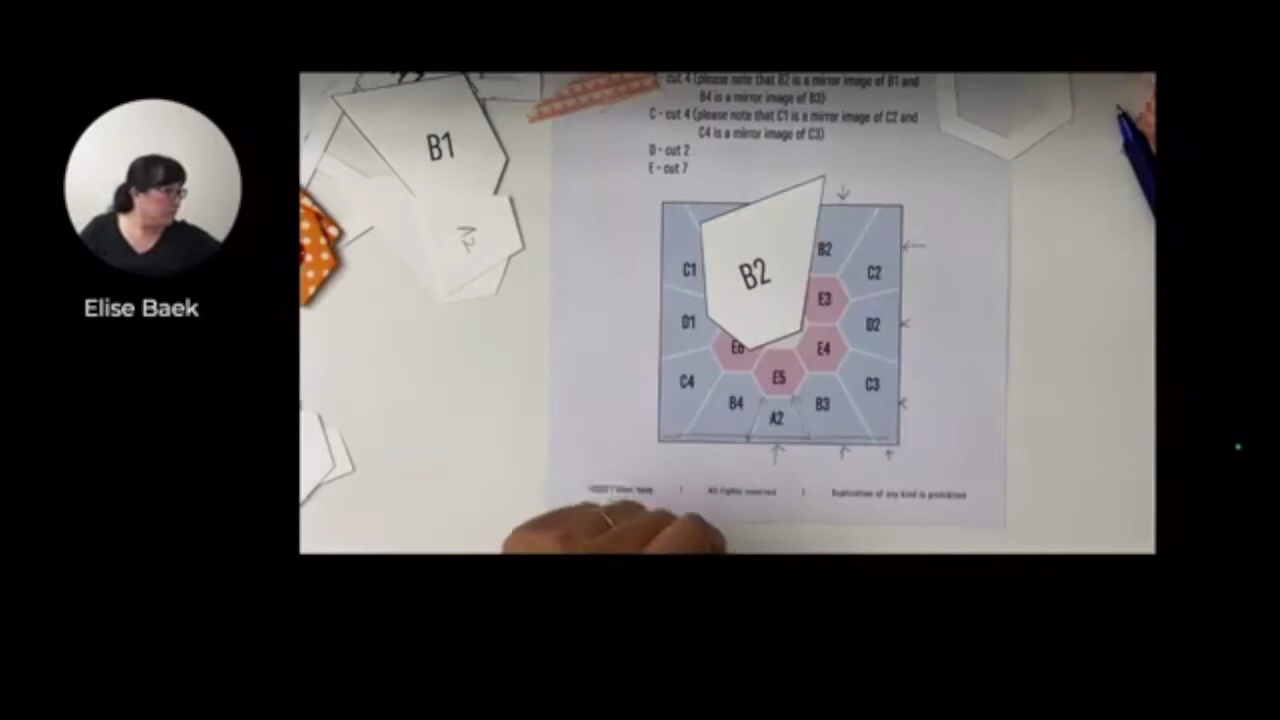 cut 4 (please note that B2 is a mirror image of B1 and
B4 is a mirror image of B3)
C - cut 4 (please note that C1 is a mirror image of C2 and
C4 is a mirror image of C3)
D - cut 2
E - cut 7
B1
B2
B2
C1
C2
E3
D1
D2
E6
E4
E5
C4
C3
B4
B3
A2
All rights reserved | Duplication of any kind is prohibited
Elise Baek